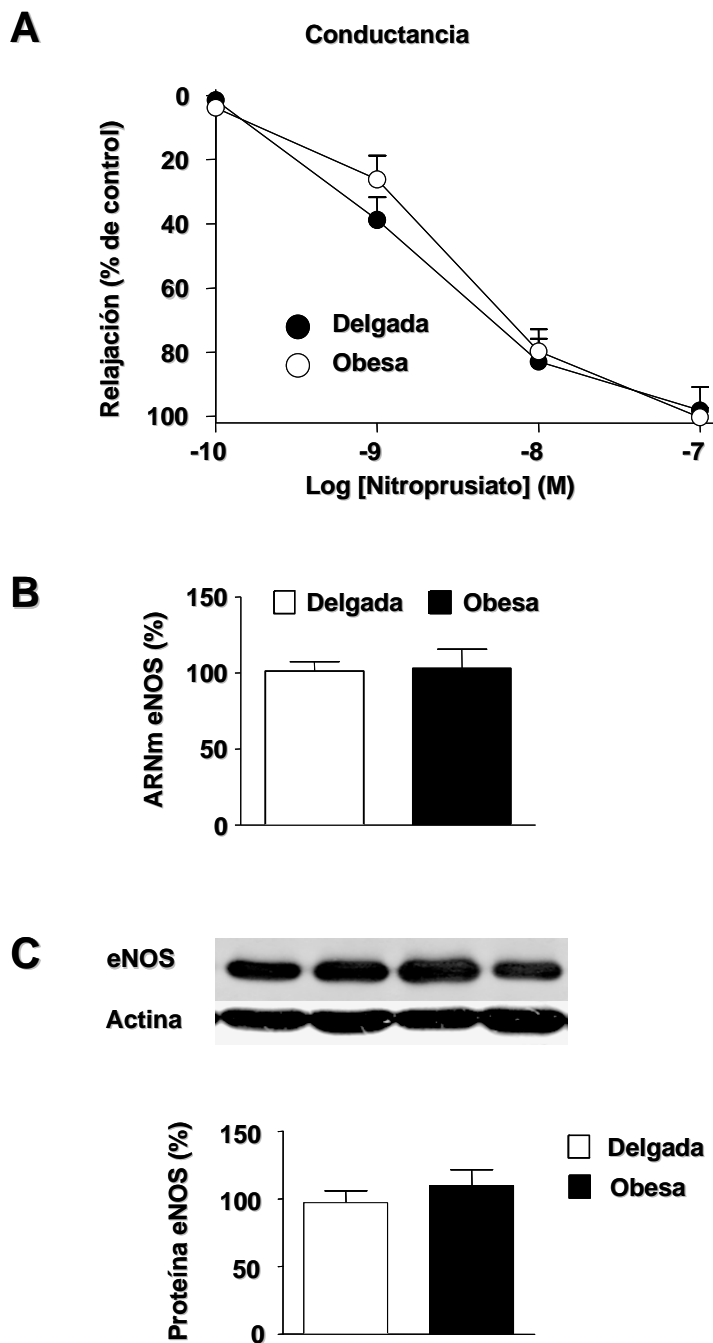 A
Conductancia
Relajación (% de control)
0
20
40
60
80
100
Delgada
Obesa
-10
-9
-8
-7
Log [Nitroprusiato] (M)
B
ARNm eNOS (%)
150
100
50
0
Delgada
Obesa
C
eNOS
Actina
Proteína eNOS (%)
150
100
50
0
Delgada
Obesa